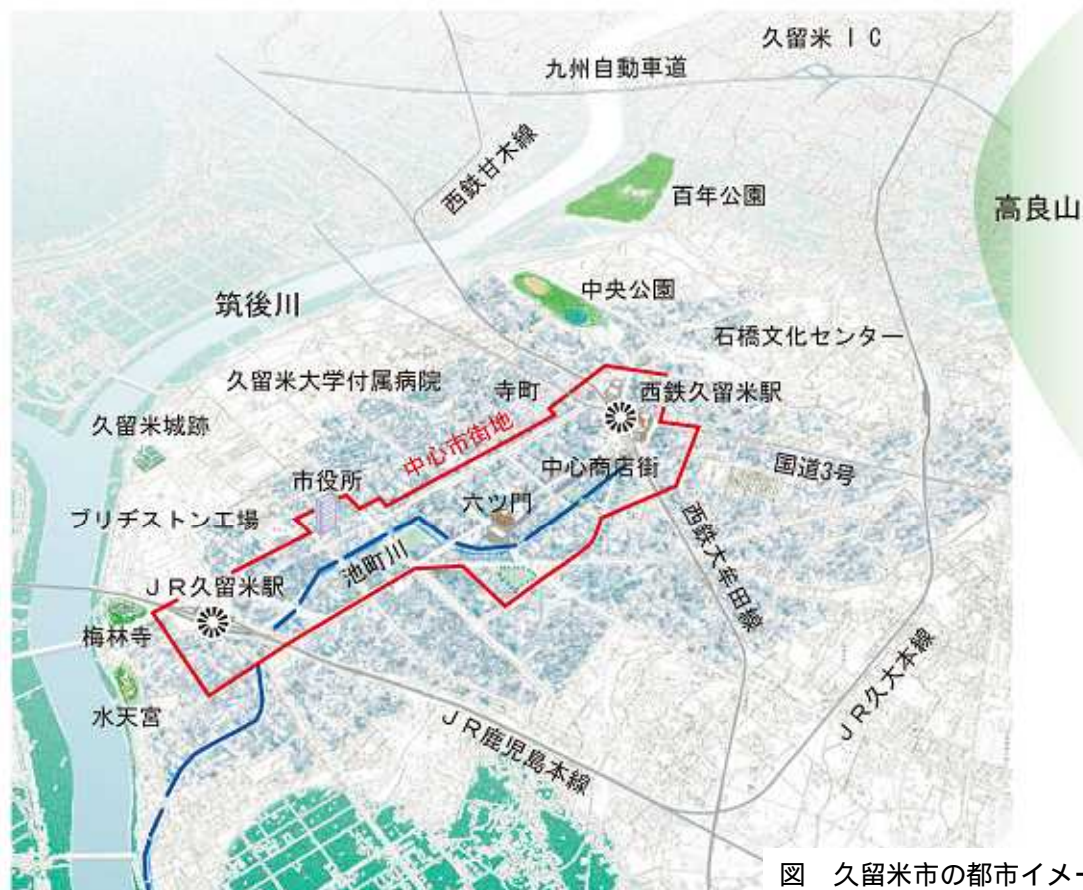 久留米 IC
九州自動車道
西鉄甘木線
百年公園
高良山
中央公園
筑後川
石橋文化センター
久留米大学付属病院
寺町
西鉄久留米駅
久留米城跡
中心市街地
市役所
中心商店街
国道3号
六ツ門
ブリヂストン工場
池町川
西鉄大牟田線
JR久留米駅
梅林寺
水天宮
JR久大本線
JR鹿児島本線
図 久留米市の都市イメー